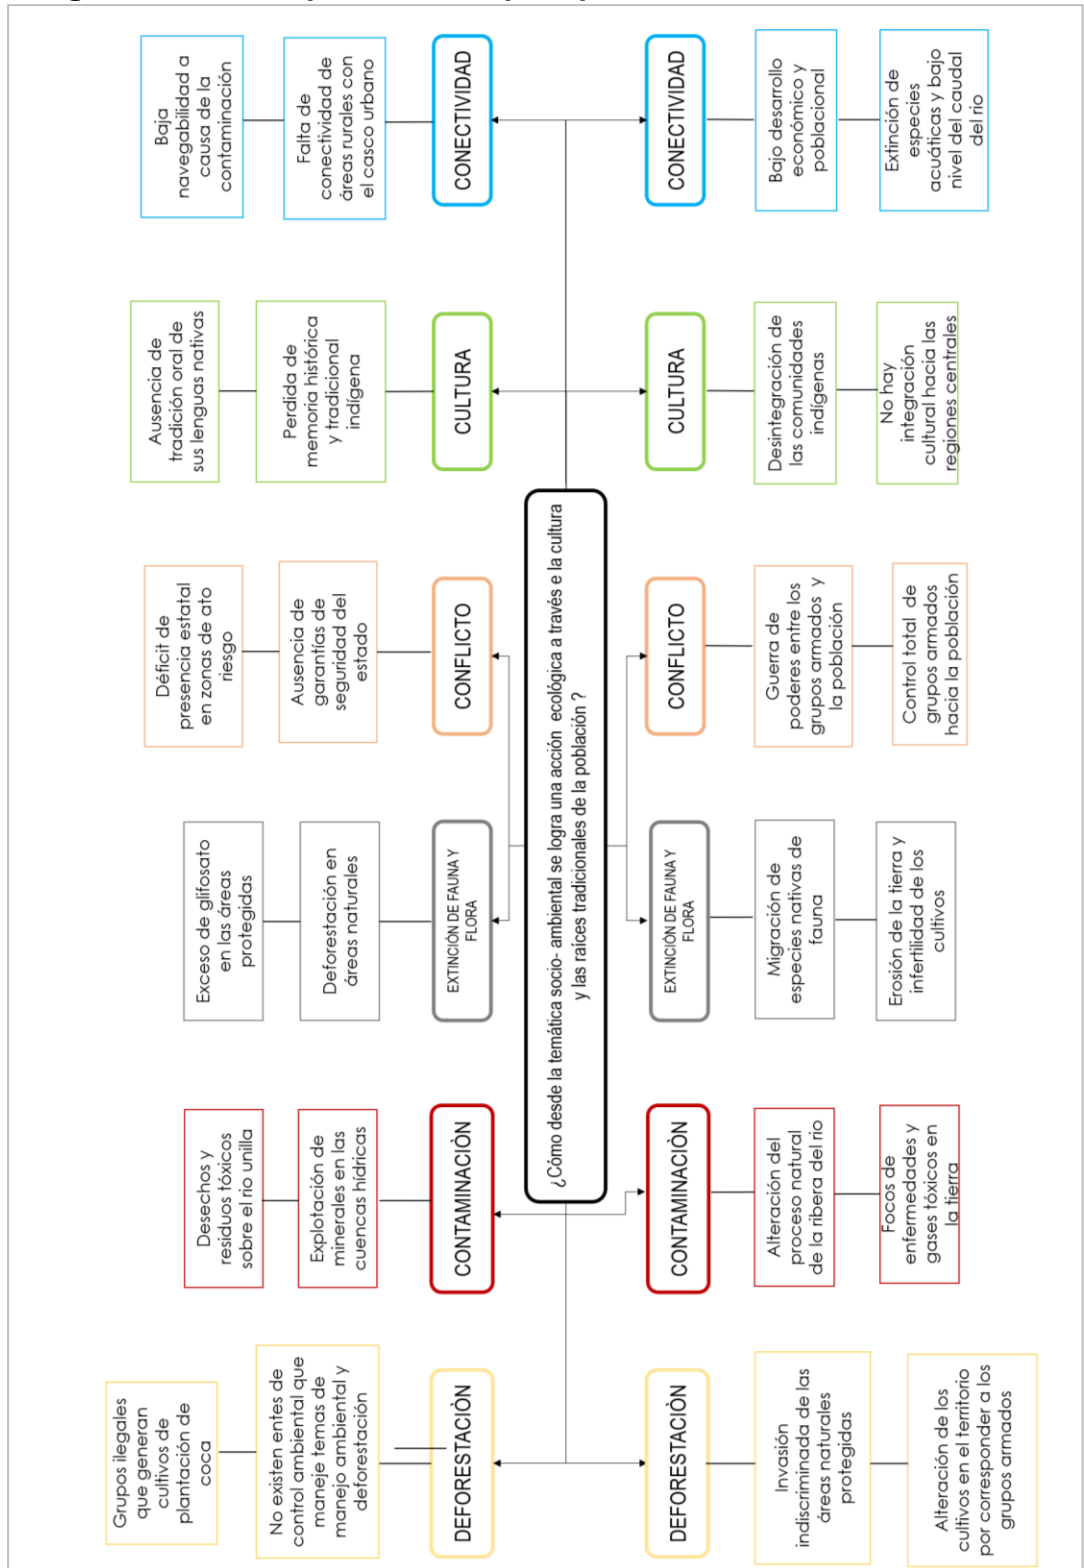 Grupos ilegales
que generan
cultivos de
plantación de
coca
Desechos y
residuos tóxicos
sobre el rio unilla
Exceso de glifosato
en las áreas
protegidas
Déficit de
presencia estatal
en zonas de ato
riesgo
Ausencia de
tradición oral de
sus lenguas nativas
Baja
navegabilidad a
causa de la
contaminación
No existen entes de
control ambiental que
maneje temas de
manejo ambiental y
deforestación
Explotación de
minerales en las
cuencas hídricas
Deforestación en
áreas naturales
Ausencia de
garantías de
seguridad del
estado
Perdida de
memoria histórica
y tradicional
indígena
Falta de
conectividad de
áreas rurales con
el casco urbano
DEFORESTACIÒN
CONTAMINACIÒN
EXTINCIÒN DE FAUNA Y
FLORA
CONFLICTO
CULTURA
CONECTIVIDAD
¿Cómo desde la temática socio- ambiental se logra una acción ecológica a través e la cultura
y las raíces tradicionales de la población ?
DEFORESTACIÒN
CONTAMINACIÒN
EXTINCIÒN DE FAUNA Y
FLORA
CONFLICTO
CULTURA
CONECTIVIDAD
Invasión
indiscriminada de las
áreas naturales
protegidas
Alteración del
proceso natural
de la ribera del rio
Migración de
especies nativas de
fauna
Guerra de
poderes entre los
grupos armados y
la población
Desintegración de
las comunidades
indígenas
Bajo desarrollo
económico y
poblacional
Alteración de los
cultivos en el territorio
por corresponder a los
grupos armados
Focos de
enfermedades y
gases tóxicos en
la tierra
Erosión de la tierra y
infertilidad de los
cultivos
Control total de
grupos armados
hacia la población
No hay
integración
cultural hacia las
regiones centrales
Extinción de
especies
acuáticas y bajo
nivel del caudal
del rio